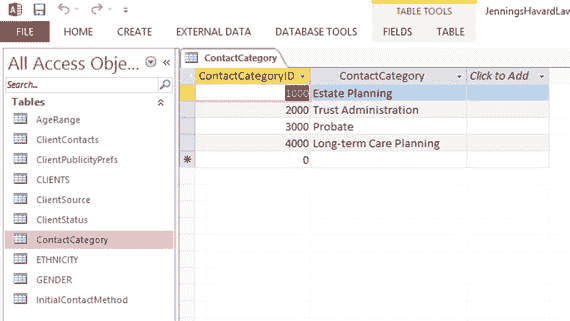 TABLE TOOLS JenningsHavardLaw
FILE HOME CREATE EXTERNAL DATA DATABASE TOOLS FIELDS TABLE
All Access Obje...
Search...
Tables
AgeRange
ClientContacts
ClientPublicityPrefs
CLIENTS
ClientSource
ClientStatus
ContactCategory
ETHNICITY
GENDER
InitialContactMethod
ContactCategory
ContactCategoryID ContactCategory Click to Add
1000 Estate Planning
2000 Trust Administration
3000 Probate
4000 Long-term Care Planning
0